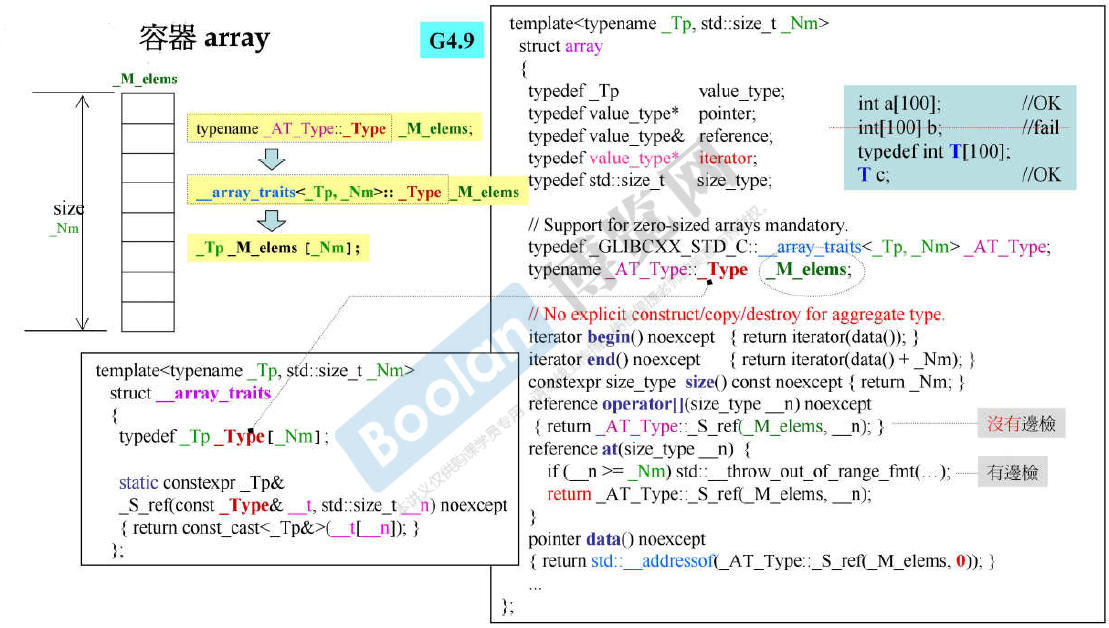 容器 array
G4.9
_M_elems
size
_Nm
typename _AT_Type::_Type _M_elems;
__array_traits<_Tp, _Nm>:: _Type _M_elems
_Tp _M_elems [_Nm];
template<typename _Tp, std::size_t _Nm>
struct __array_traits
{
typedef _Tp _Type[_Nm];
static constexpr _Tp&
_S_ref(const _Type& __t, std::size_t __n) noexcept
{ return const_cast<_Tp&>(__t[__n]); }
};
template<typename _Tp, std::size_t _Nm>
struct array
{
typedef _Tp value_type;
typedef value_type* pointer;
typedef value_type& reference;
typedef value_type* iterator;
typedef std::size_t size_type;
// Support for zero-sized arrays mandatory.
typedef _GLIBCXX_STD_C::__array_traits<_Tp, _Nm> _AT_Type;
typename _AT_Type::_Type _M_elems;
// No explicit construct/copy/destroy for aggregate type.
iterator begin() noexcept { return iterator(data()); }
iterator end() noexcept { return iterator(data() + _Nm); }
constexpr size_type size() const noexcept { return _Nm; }
reference operator[](size_type __n) noexcept
{ return _AT_Type::_S_ref(_M_elems, __n); }
reference at(size_type __n) {
if (__n >= _Nm) std::__throw_out_of_range_fmt(...);
return _AT_Type::_S_ref(_M_elems, __n);
}
pointer data() noexcept
{ return std::__addressof(_AT_Type::_S_ref(_M_elems, 0)); }
...
};
int a[100]; //OK
int[100] b; //fail
typedef int T[100];
T c; //OK
沒有邊檢
有邊檢
Boolan 博览网